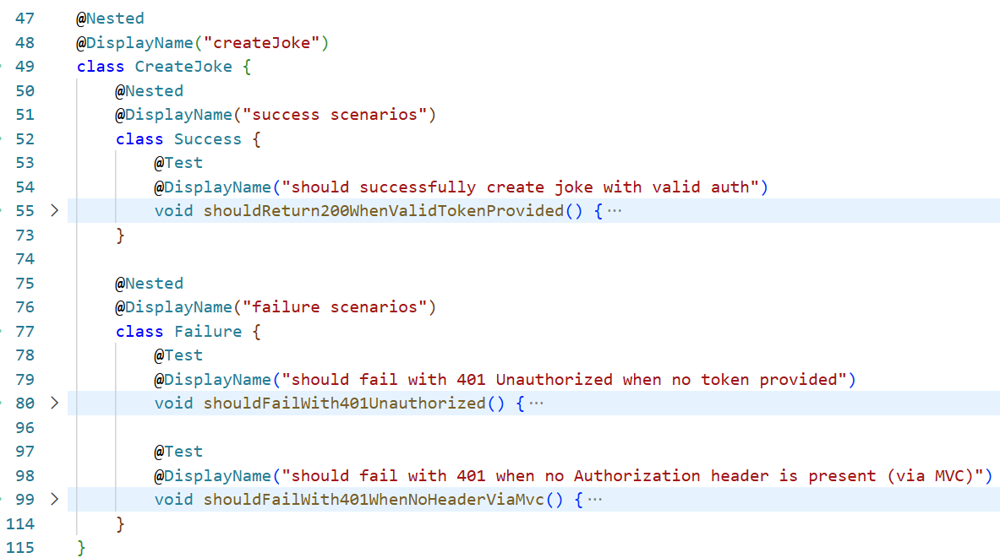 47 @Nested
48 @DisplayName("createJoke")
49 class CreateJoke {
50 @Nested
51 @DisplayName("success scenarios")
52 class Success {
53 @Test
54 @DisplayName("should successfully create joke with valid auth")
55 void shouldReturn200WhenValidTokenProvided() {···
73 }
74
75 @Nested
76 @DisplayName("failure scenarios")
77 class Failure {
78 @Test
79 @DisplayName("should fail with 401 Unauthorized when no token provided")
80 void shouldFailWith401Unauthorized() {···
96
97 @Test
98 @DisplayName("should fail with 401 when no Authorization header is present (via MVC)")
99 void shouldFailWith401WhenNoHeaderViaMvc() {···
114 }
115 }